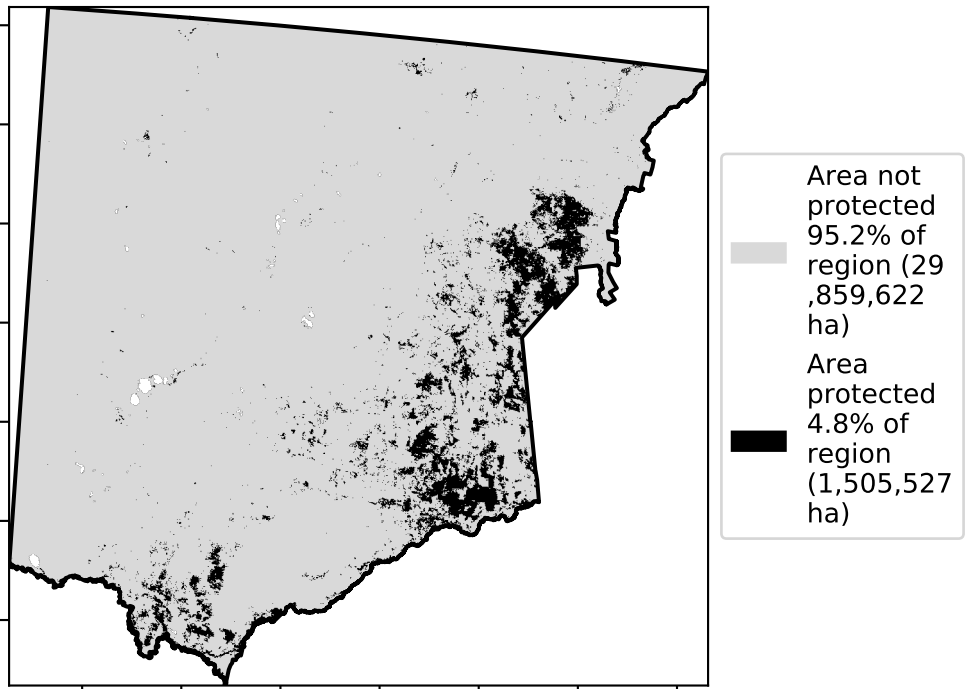 Area not
protected
95.2% of
region (29
,859,622
ha)
Area
protected
4.8% of
region
(1,505,527
ha)